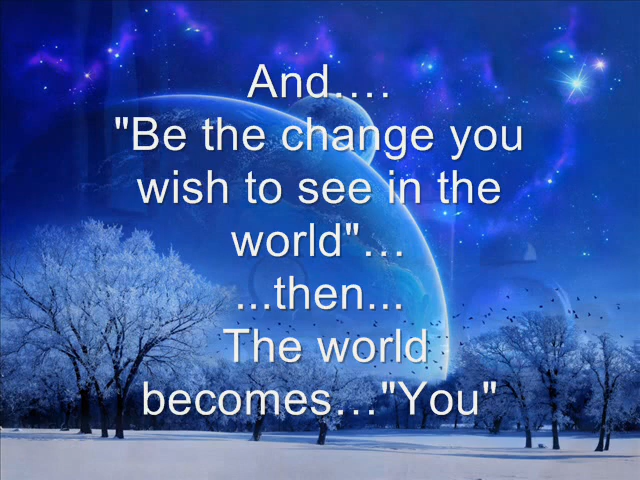 And….
"Be the change you
wish to see in the
world"…
...then...
The world
becomes…"You"